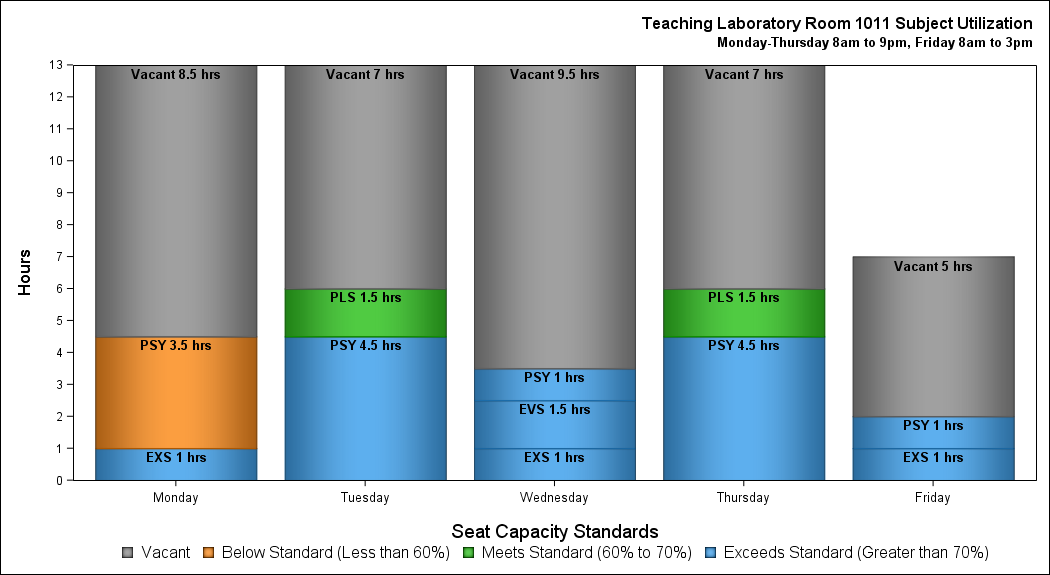 Teaching Laboratory Room 1011 Subject Utilization
Monday-Thursday 8am to 9pm, Friday 8am to 3pm
Hours
13
12
11
10
9
8
7
6
5
4
3
2
1
0
Vacant 8.5 hrs
PSY 3.5 hrs
EXS 1 hrs
Vacant 7 hrs
PLS 1.5 hrs
PSY 4.5 hrs
Vacant 9.5 hrs
PSY 1 hrs
EVS 1.5 hrs
EXS 1 hrs
Vacant 7 hrs
PLS 1.5 hrs
PSY 4.5 hrs
Vacant 5 hrs
PSY 1 hrs
EXS 1 hrs
Monday Tuesday Wednesday Thursday Friday
Seat Capacity Standards
Vacant Below Standard (Less than 60%) Meets Standard (60% to 70%) Exceeds Standard (Greater than 70%)